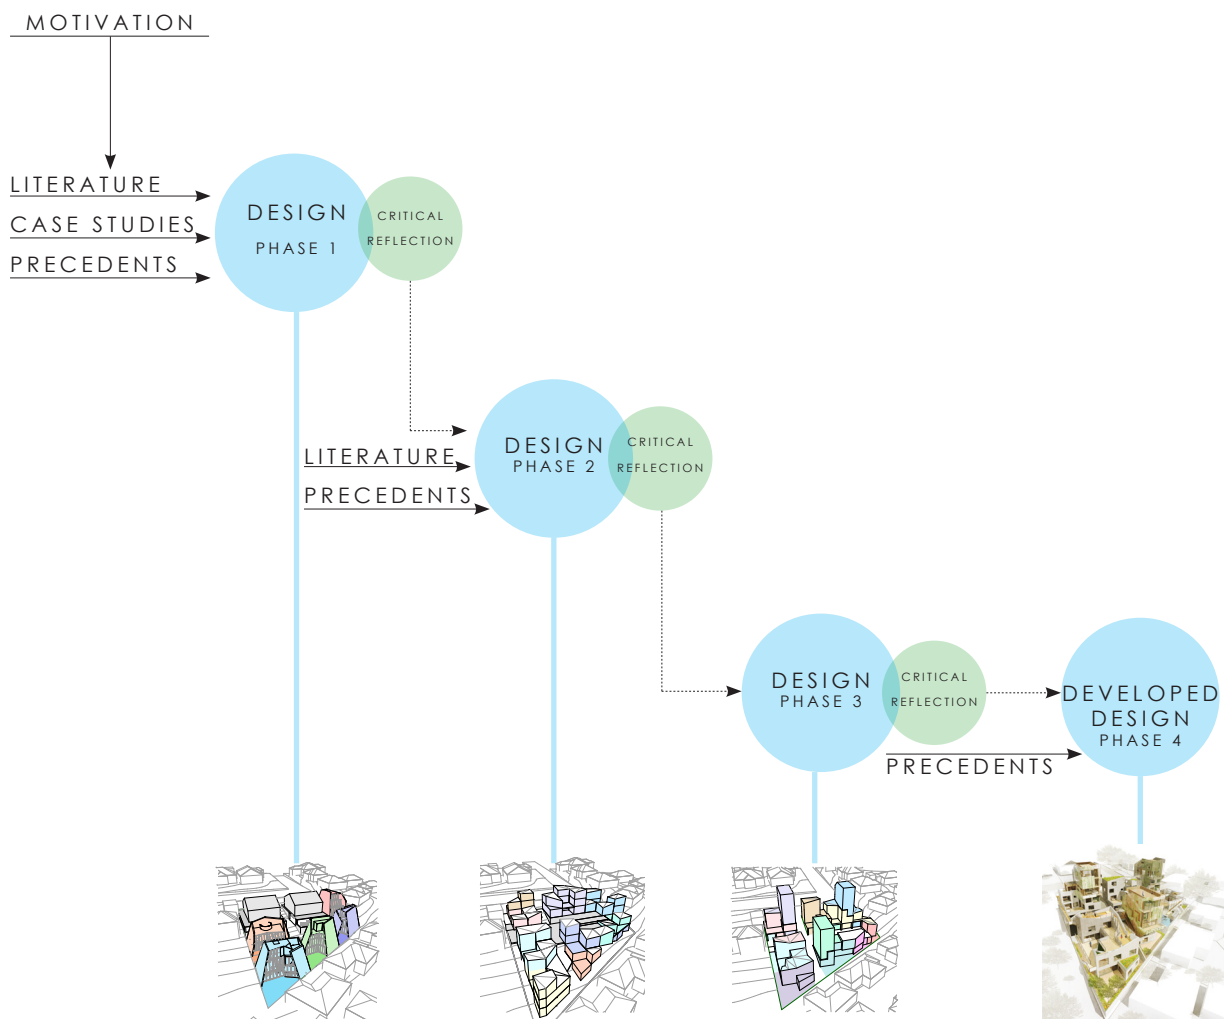 MOTIVATION
LITERATURE
CASE STUDIES
PRECEDENTS
DESIGN
PHASE 1
CRITICAL
REFLECTION
LITERATURE
PRECEDENTS
DESIGN
PHASE 2
CRITICAL
REFLECTION
DESIGN
PHASE 3
CRITICAL
REFLECTION
PRECEDENTS
DEVELOPED
DESIGN
PHASE 4